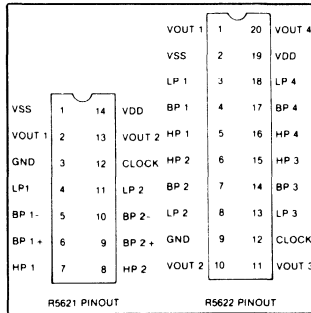 VSS 1 14 VDD
VOUT 1 2 13 VOUT 2
GND 3 12 CLOCK
LP1 4 11 LP 2
BP 1- 5 10 BP 2-
BP 1 + 6 9 BP 2 +
HP 1 7 8 HP 2
R5621 PINOUT
VOUT 1 1 20 VOUT 4
VSS 2 19 VDD
LP 1 3 18 LP 4
BP 1 4 17 BP 4
HP 1 5 16 HP 4
HP 2 6 15 HP 3
BP 2 7 14 BP 3
LP 2 8 13 LP 3
GND 9 12 CLOCK
VOUT 2 10 11 VOUT 3
R5622 PINOUT